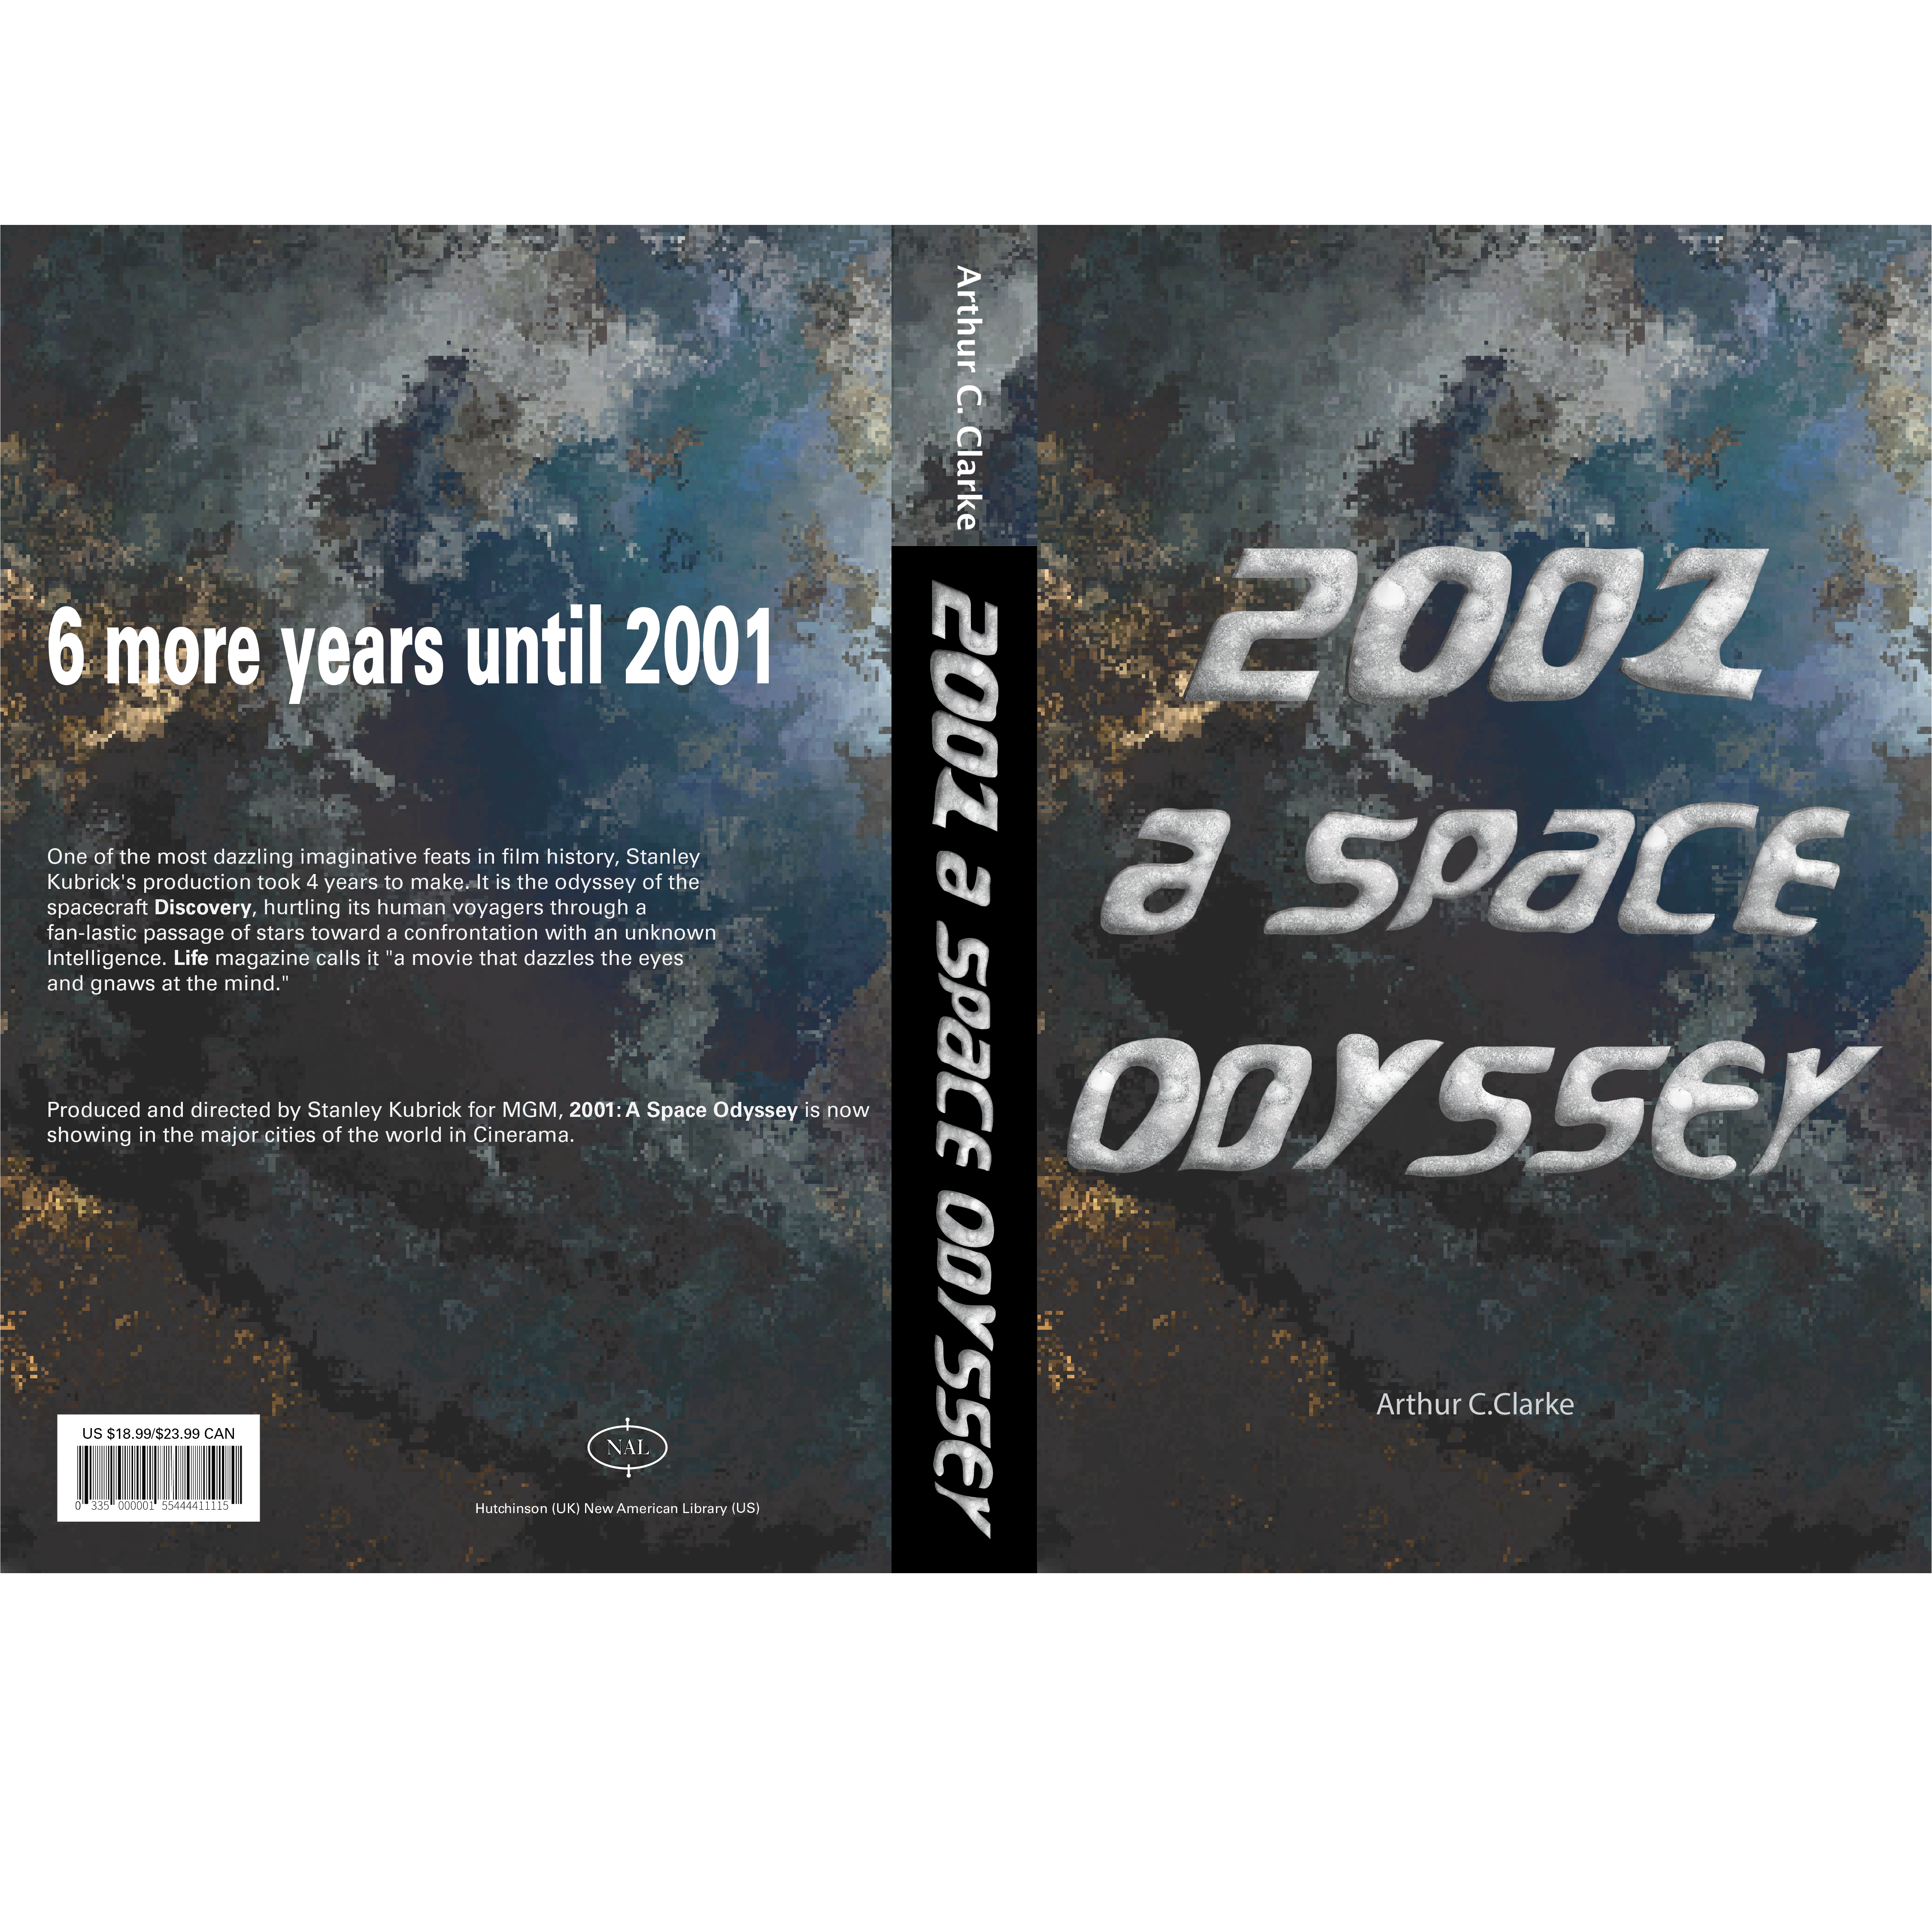 6 more years until 2001
One of the most dazzling imaginative feats in film history, Stanley
Kubrick's production took 4 years to make. It is the odyssey of the
spacecraft Discovery, hurtling its human voyagers through a
fan-lastic passage of stars toward a confrontation with an unknown
Intelligence. Life magazine calls it "a movie that dazzles the eyes
and gnaws at the mind."
Produced and directed by Stanley Kubrick for MGM, 2001: A Space Odyssey is now
showing in the major cities of the world in Cinerama.
US $18.99/$23.99 CAN
0 335 000001 55444411115
NAL
Hutchinson (UK) New American Library (US)
Arthur C. Clarke
2001 a SPaCE ODYSSEY
2001
a SPaCE
ODYSSEY
Arthur C.Clarke